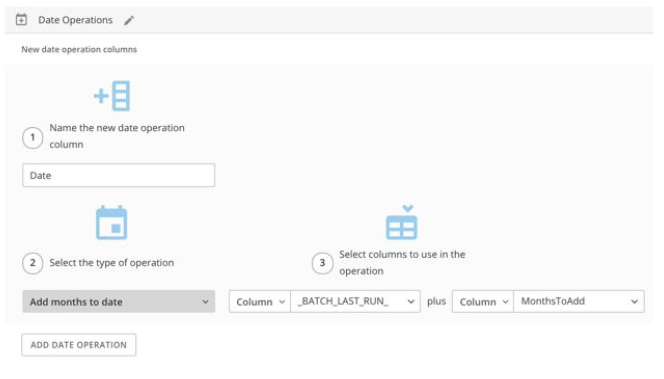 Date Operations
New date operation columns
1 Name the new date operation
column
Date
2 Select the type of operation
3 Select columns to use in the
operation
Add months to date Column _BATCH_LAST_RUN_ plus Column MonthsToAdd
ADD DATE OPERATION